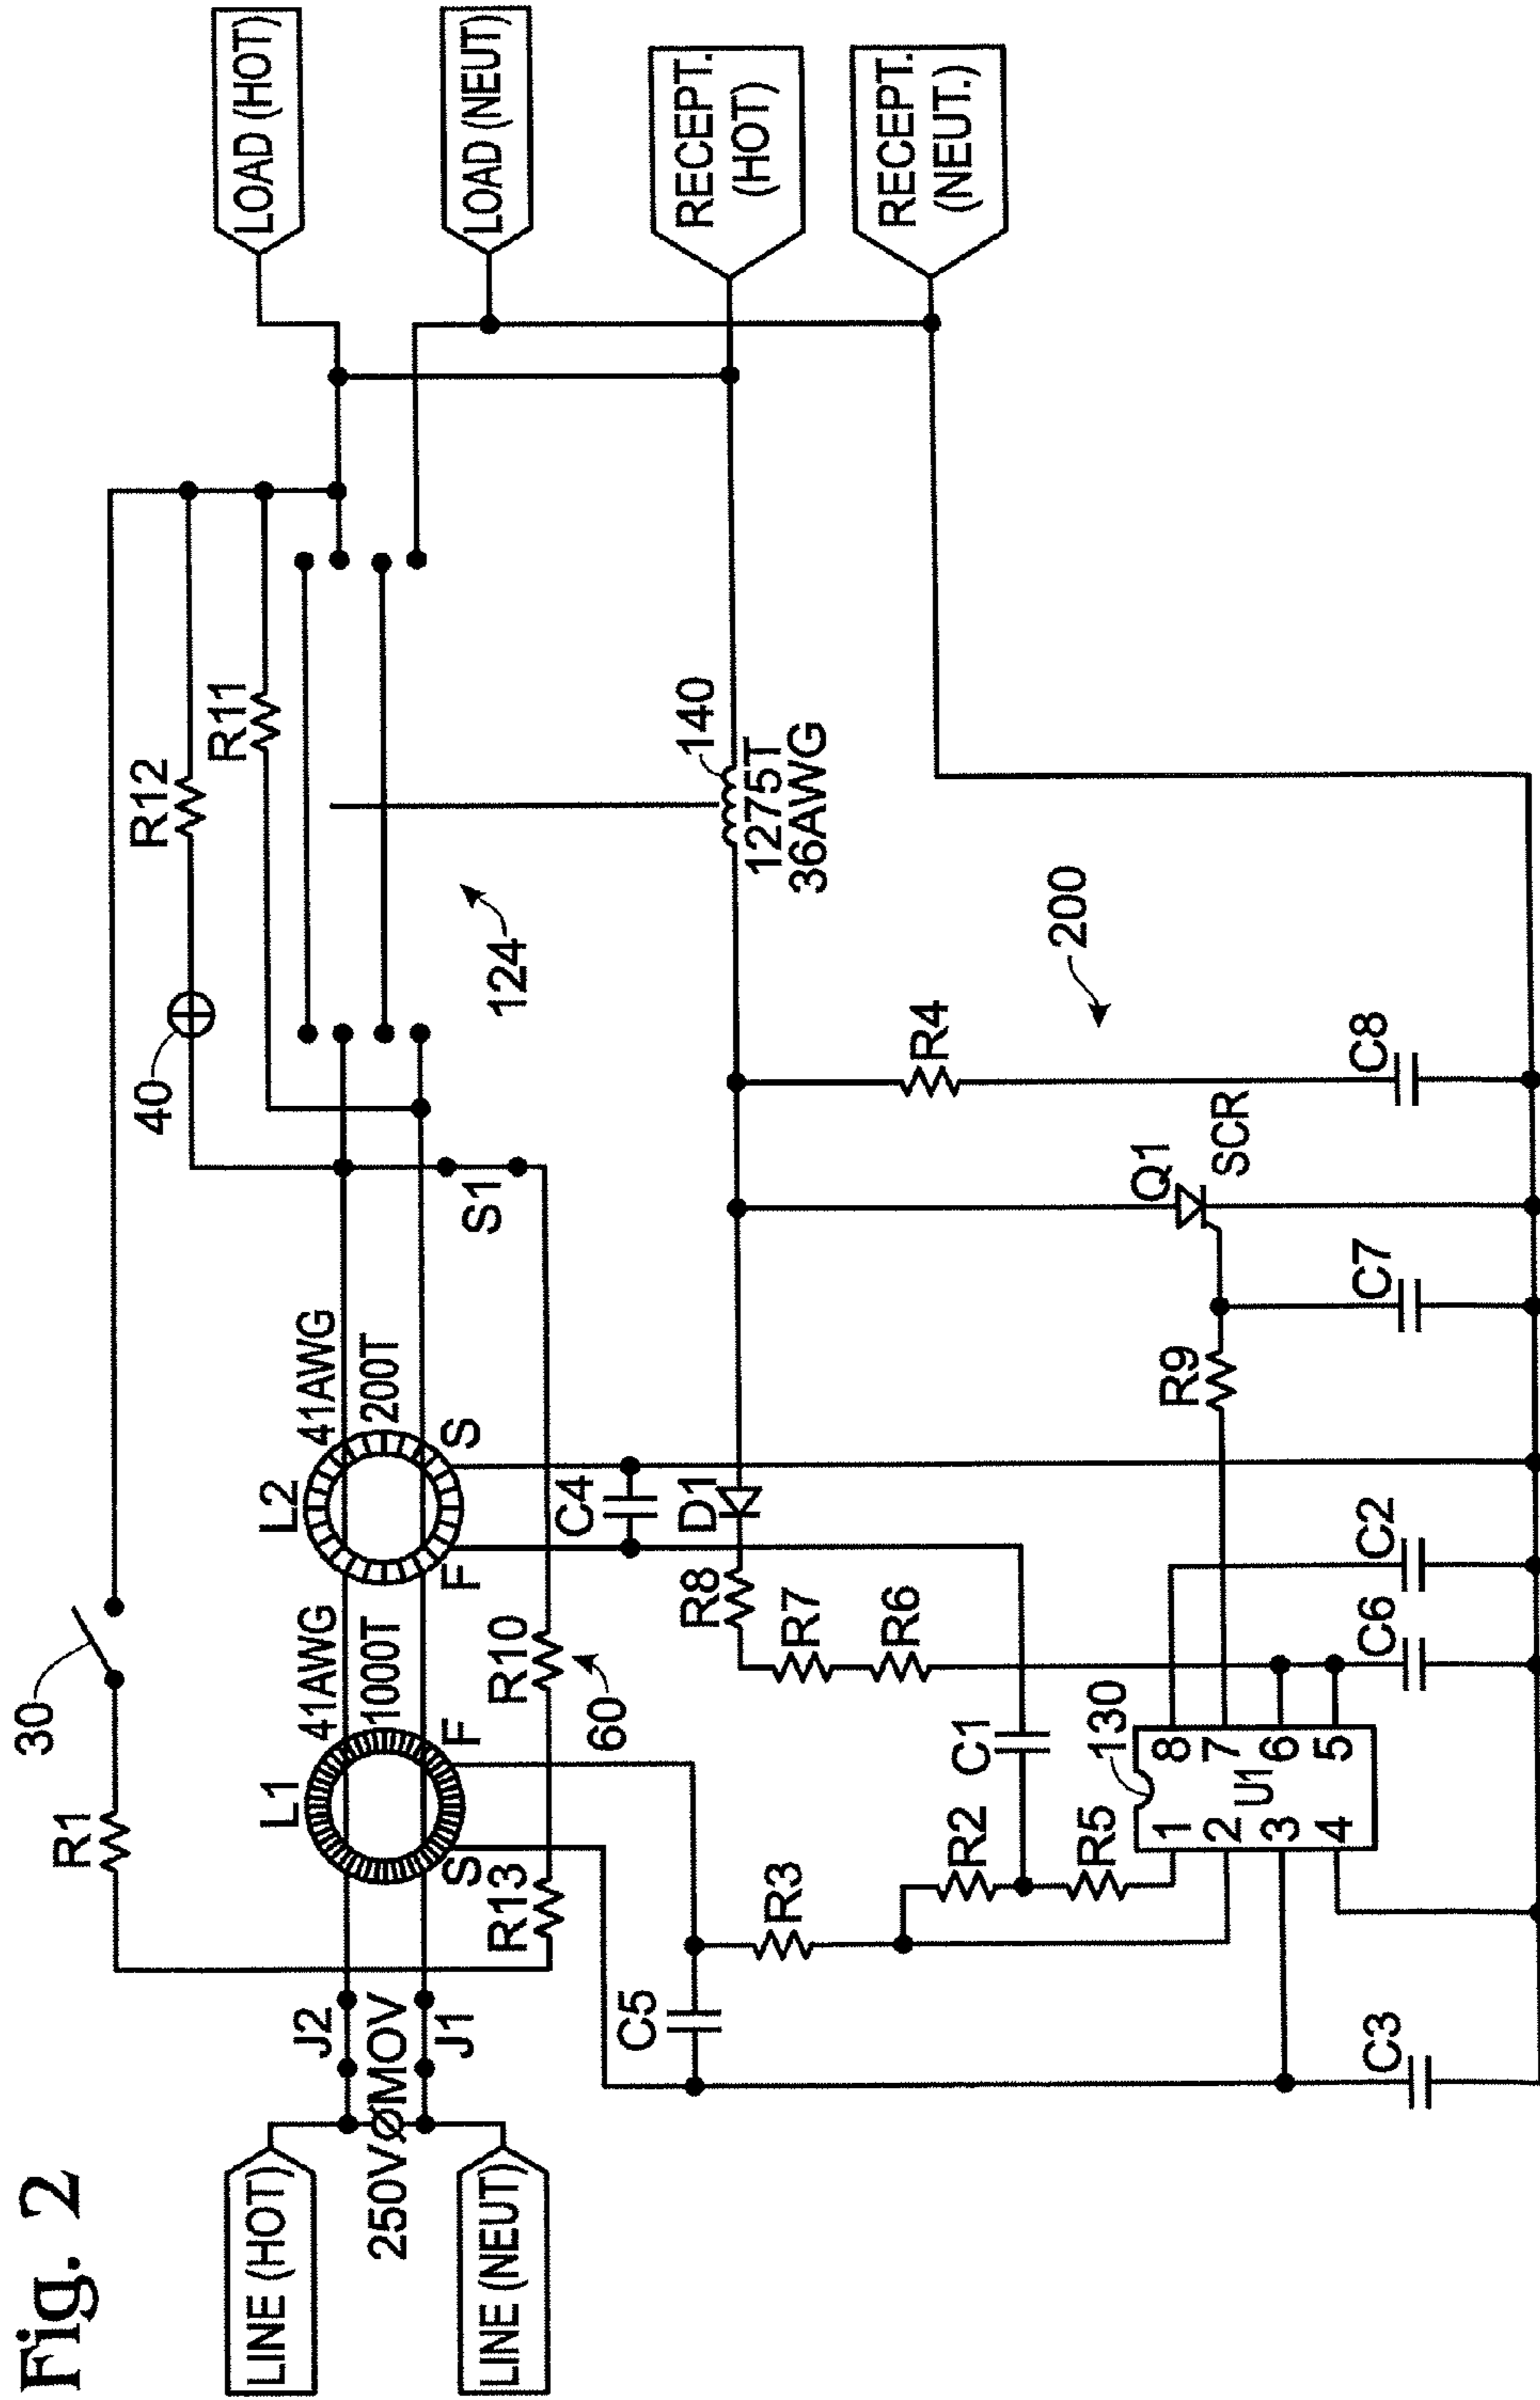 Fig. 2
LINE (HOT)
LINE (NEUT)
250V
MOV
J2
J1
30
R1
L1
41AWG
1000T
S
F
L2
41AWG
200T
F
S
R13
R10
60
S1
40
R12
R11
124
LOAD (HOT)
LOAD (NEUT)
RECEPT.
(HOT)
RECEPT.
(NEUT.)
140
1275T
36AWG
200
C5
R3
C4
D1
R8
R7
R6
C1
R2
R5
130
U1
1
2
3
4
8
7
6
5
R9
Q1
SCR
R4
C3
C6
C2
C7
C8